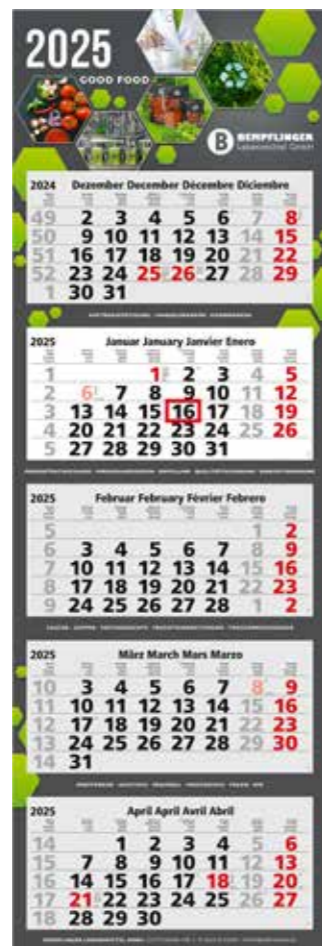 2025
GOOD FOOD
B BEMPFLINGER
Lebensmittel GmbH
2024 Dezember December Décembre Diciembre
49 2 3 4 5 6 7 8
50 9 10 11 12 13 14 15
51 16 17 18 19 20 21 22
52 23 24 25 26 27 28 29
1 30 31
2025 Januar January Janvier Enero
1 1 2 3 4 5
2 6 7 8 9 10 11 12
3 13 14 15 16 17 18 19
4 20 21 22 23 24 25 26
5 27 28 29 30 31
2025 Februar February Février Febrero
5 1 2
6 3 4 5 6 7 8 9
7 10 11 12 13 14 15 16
8 17 18 19 20 21 22 23
9 24 25 26 27 28 1 2
2025 März March Mars Marzo
10 3 4 5 6 7 8 9
11 10 11 12 13 14 15 16
12 17 18 19 20 21 22 23
13 24 25 26 27 28 29 30
14 31
2025 April April Avril Abril
14 1 2 3 4 5 6
15 7 8 9 10 11 12 13
16 14 15 16 17 18 19 20
17 21 22 23 24 25 26 27
18 28 29 30